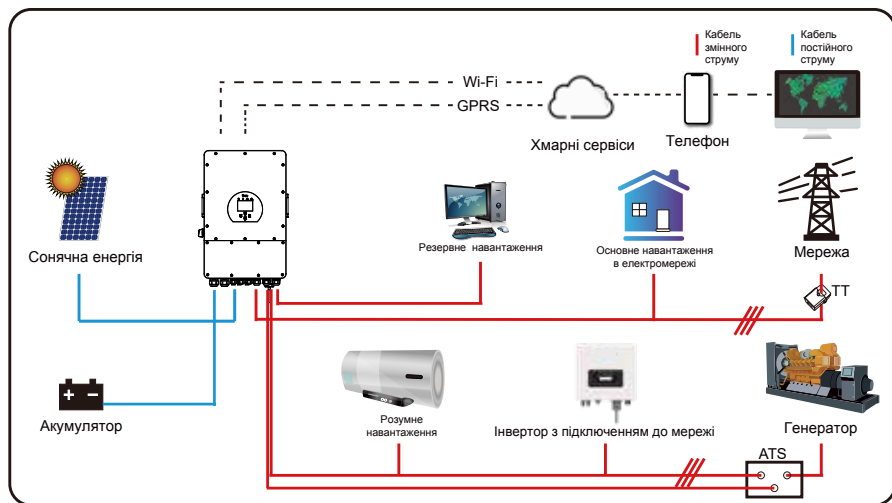 Кабель
змінного
струму
Кабель
постійного
струму
Wi-Fi
GPRS
Хмарні сервіси
Телефон
Сонячна енергія
Резервне навантаження
Основне навантаження
в електромережі
Мережа
ТТ
Акумулятор
Розумне
навантаження
Інвертор з підключенням до мережі
Генератор
ATS